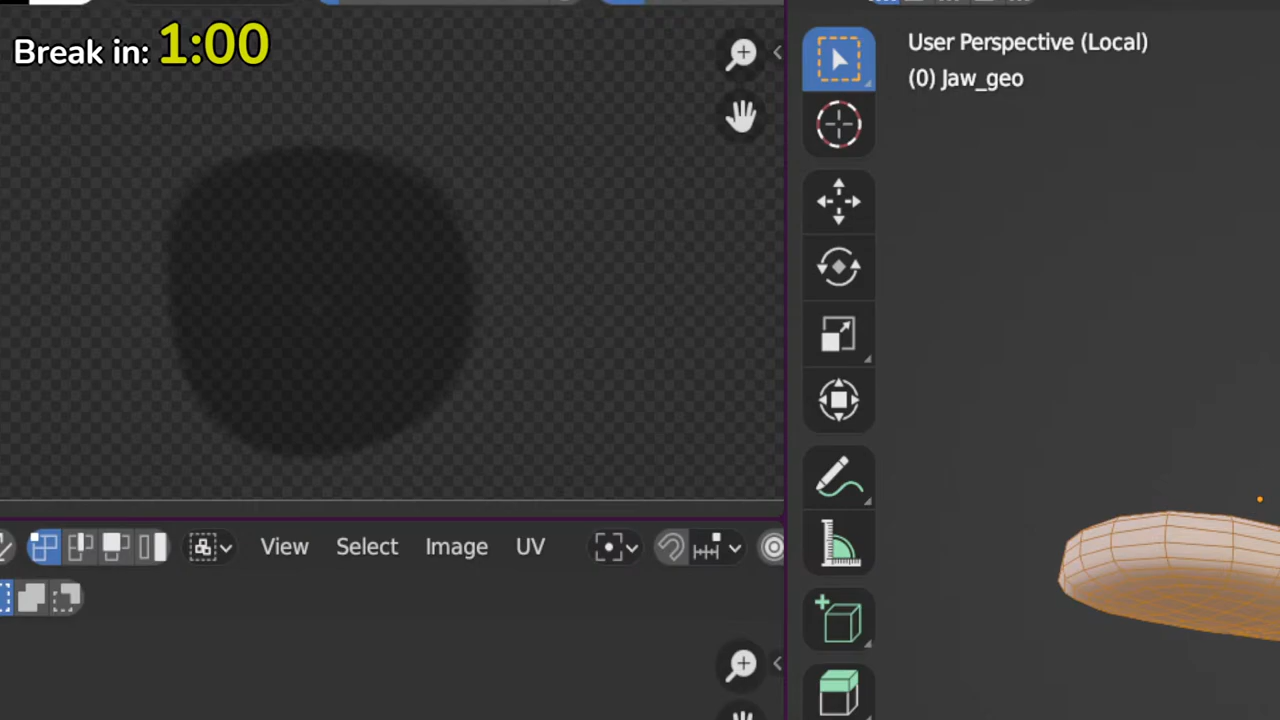 Break in: 1:00
User Perspective (Local)
(0) Jaw_geo
View Select Image UV